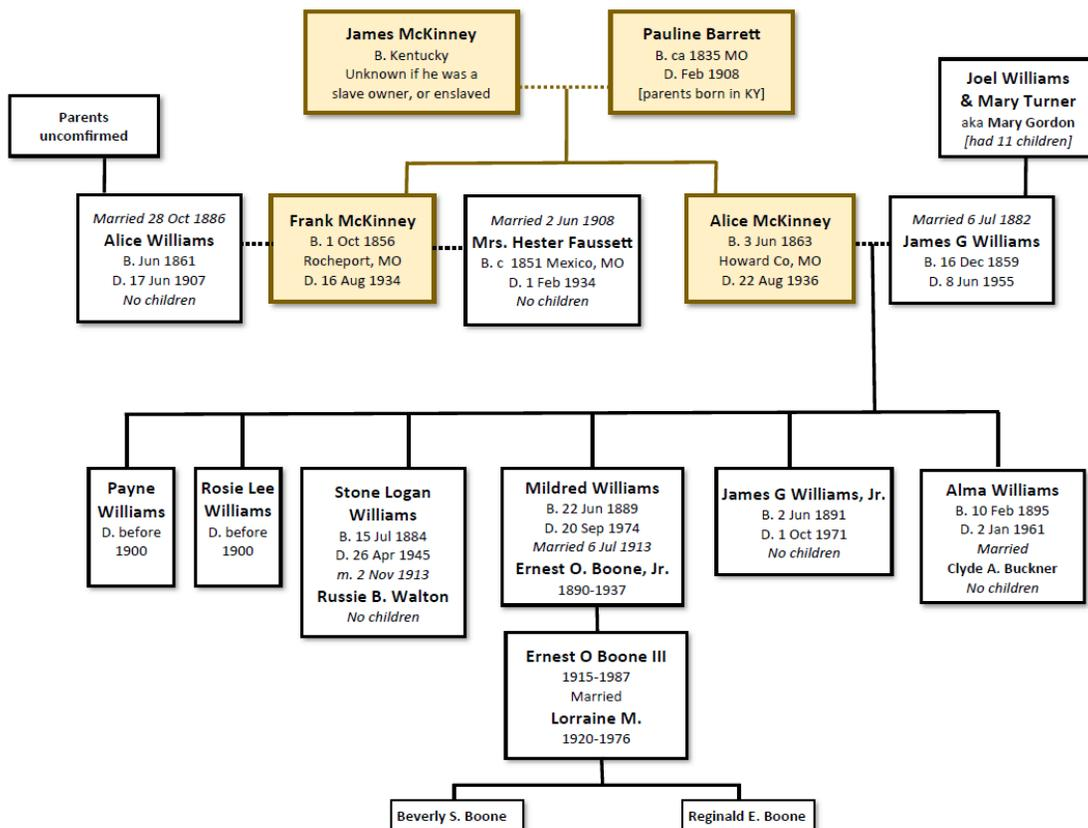 James McKinney
B. Kentucky
Unknown if he was a
slave owner, or enslaved
Pauline Barrett
B. ca 1835 MO
D. Feb 1908
[parents born in KY]
Joel Williams
& Mary Turner
aka Mary Gordon
[had 11 children]
Parents
uncomfirmed
Married 28 Oct 1886
Alice Williams
B. Jun 1861
D. 17 Jun 1907
No children
Frank McKinney
B. 1 Oct 1856
Rocheport, MO
D. 16 Aug 1934
Married 2 Jun 1908
Mrs. Hester Faussett
B. c 1851 Mexico, MO
D. 1 Feb 1934
No children
Alice McKinney
B. 3 Jun 1863
Howard Co, MO
D. 22 Aug 1936
Married 6 Jul 1882
James G Williams
B. 16 Dec 1859
D. 8 Jun 1955
Payne
Williams
D. before
1900
Rosie Lee
Williams
D. before
1900
Stone Logan
Williams
B. 15 Jul 1884
D. 26 Apr 1945
m. 2 Nov 1913
Russie B. Walton
No children
Mildred Williams
B. 22 Jun 1889
D. 20 Sep 1974
Married 6 Jul 1913
Ernest O. Boone, Jr.
1890-1937
James G Williams, Jr.
B. 2 Jun 1891
D. 1 Oct 1971
No children
Alma Williams
B. 10 Feb 1895
D. 2 Jan 1961
Married
Clyde A. Buckner
No children
Ernest O Boone III
1915-1987
Married
Lorraine M.
1920-1976
Beverly S. Boone
Reginald E. Boone